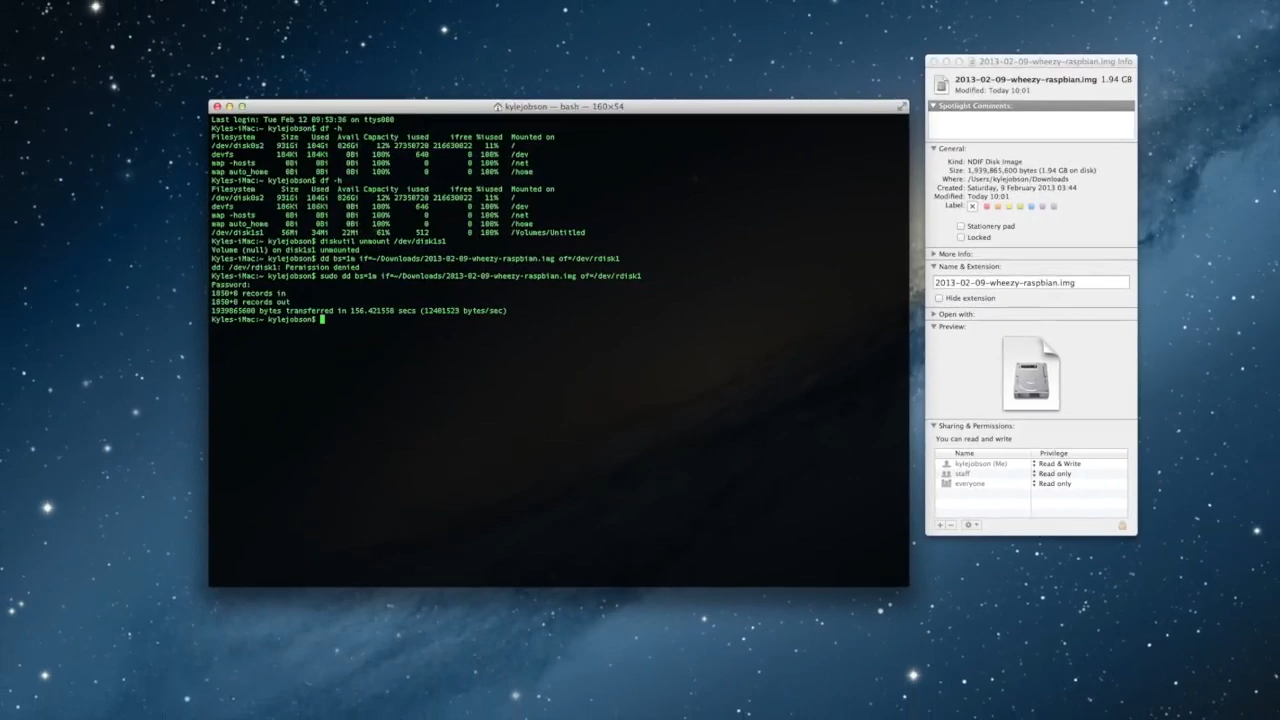 kylejobson — bash — 160×54
Last login: Tue Feb 12 09:53:36 on ttys000
Kyles-iMac:~ kylejobson$ df -h
Filesystem Size Used Avail Capacity iused ifree %iused Mounted on
/dev/disk0s2 931Gi 104Gi 826Gi 12% 27350720 216630822 11% /
devfs 184Ki 184Ki 0Bi 100% 640 0 100% /dev
map -hosts 0Bi 0Bi 0Bi 100% 0 0 100% /net
map auto_home 0Bi 0Bi 0Bi 100% 0 0 100% /home
Kyles-iMac:~ kylejobson$ df -h
Filesystem Size Used Avail Capacity iused ifree %iused Mounted on
/dev/disk0s2 931Gi 104Gi 826Gi 12% 27350720 216630822 11% /
devfs 186Ki 186Ki 0Bi 100% 646 0 100% /dev
map -hosts 0Bi 0Bi 0Bi 100% 0 0 100% /net
map auto_home 0Bi 0Bi 0Bi 100% 0 0 100% /home
/dev/disk1s1 56Mi 34Mi 22Mi 61% 512 0 100% /Volumes/Untitled
Kyles-iMac:~ kylejobson$ diskutil unmount /dev/disk1s1
Volume (null) on disk1s1 unmounted
Kyles-iMac:~ kylejobson$ dd bs=1m if=~/Downloads/2013-02-09-wheezy-raspbian.img of=/dev/rdisk1
dd: /dev/rdisk1: Permission denied
Kyles-iMac:~ kylejobson$ sudo dd bs=1m if=~/Downloads/2013-02-09-wheezy-raspbian.img of=/dev/rdisk1
Password:
1850+0 records in
1850+0 records out
1939865600 bytes transferred in 156.421558 secs (12401523 bytes/sec)
Kyles-iMac:~ kylejobson$
2013-02-09-wheezy-raspbian.img Info
2013-02-09-wheezy-raspbian.img 1.94 GB
Modified: Today 10:01
Spotlight Comments:
General:
Kind: NDIF Disk Image
Size: 1,939,865,600 bytes (1.94 GB on disk)
Where: /Users/kylejobson/Downloads
Created: Saturday, 9 February 2013 03:44
Modified: Today 10:01
Label:
Stationery pad
Locked
More Info:
Name & Extension:
2013-02-09-wheezy-raspbian.img
Hide extension
Open with:
Preview:
Sharing & Permissions:
You can read and write
Name Privilege
kylejobson (Me) Read & Write
staff Read only
everyone Read only